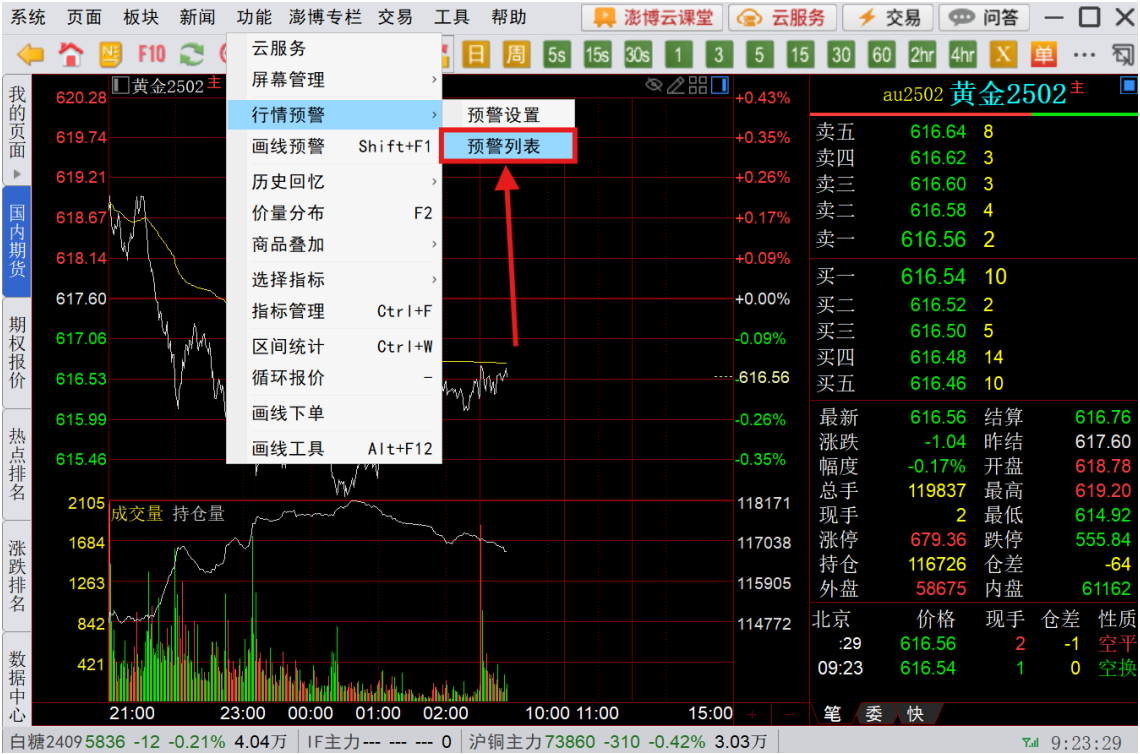 系统 页面 板块 新闻 功能 澎博专栏 交易 工具 帮助 澎博云课堂 云服务 交易 问答
F10 日 周 5s 15s 30s 1 3 5 15 30 60 2hr 4hr X 单 ...
我的页面
国内期货
期权报价
热点排名
涨跌排名
数据中心
黄金2502主
云服务
屏幕管理
行情预警
画线预警 Shift+F1
历史回忆
价量分布 F2
商品叠加
选择指标
指标管理 Ctrl+F
区间统计 Ctrl+W
循环报价 -
画线下单
画线工具 Alt+F12
预警设置
预警列表
620.28 +0.43%
619.74 +0.35%
619.21 +0.26%
618.67 +0.17%
618.14 +0.09%
617.60 +0.00%
617.06 -0.09%
616.53 616.56
615.99 -0.26%
615.46 -0.35%
2105 成交量 持仓量 118171
1684 117038
1263 115905
842 114772
421
21:00 23:00 00:00 01:00 02:00 10:00 11:00 15:00
au2502 黄金2502主
卖五 616.64 8
卖四 616.62 3
卖三 616.60 3
卖二 616.58 4
卖一 616.56 2
买一 616.54 10
买二 616.52 2
买三 616.50 5
买四 616.48 14
买五 616.46 10
最新 616.56 结算 616.76
涨跌 -1.04 昨结 617.60
幅度 -0.17% 开盘 618.78
总手 119837 最高 619.20
现手 2 最低 614.92
涨停 679.36 跌停 555.84
持仓 116726 仓差 -64
外盘 58675 内盘 61162
北京 价格 现手 仓差 性质
:29 616.56 2 -1 空平
09:23 616.54 1 0 空换
笔 委 快
白糖2409 5836 -12 -0.21% 4.04万 IF主力 --- --- --- 0 沪铜主力 73860 -310 -0.42% 3.03万 9:23:29